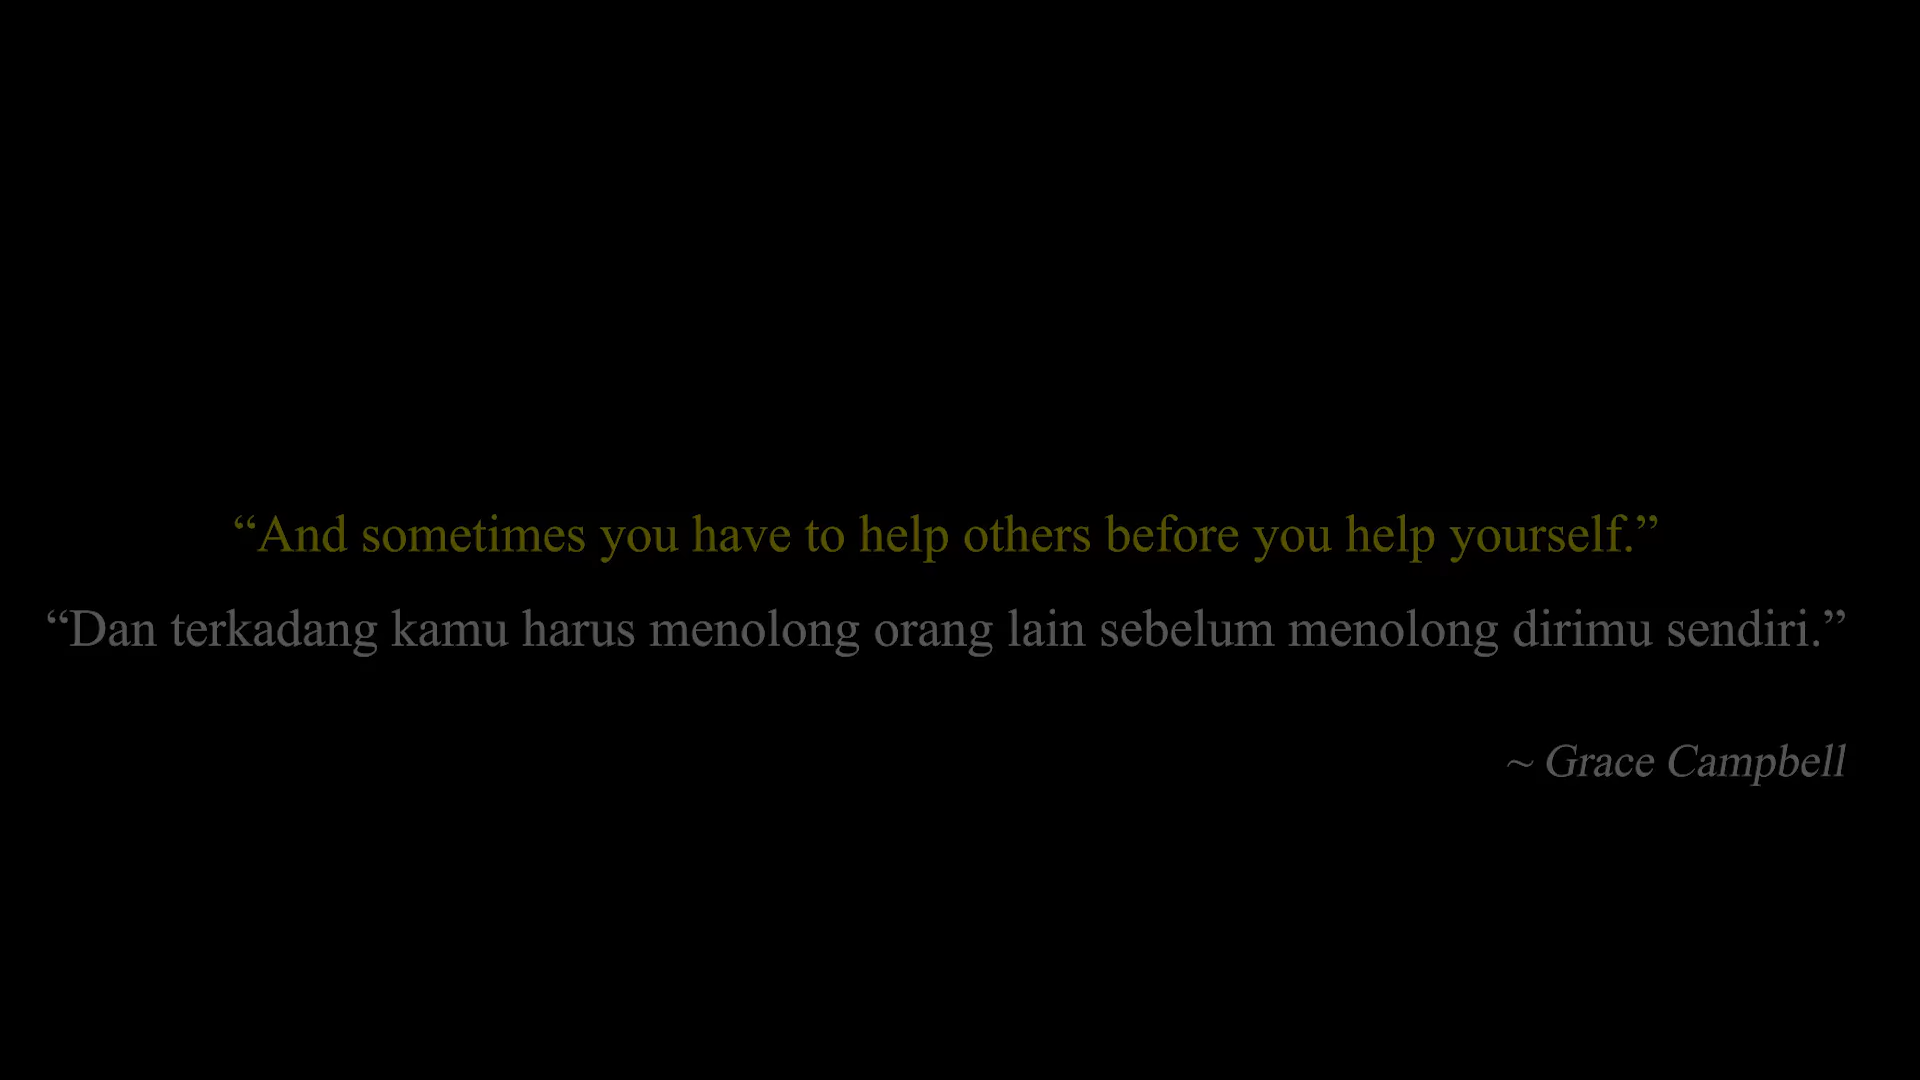 “And sometimes you have to help others before you help yourself.”
“Dan terkadang kamu harus menolong orang lain sebelum menolong dirimu sendiri.”
~ Grace Campbell